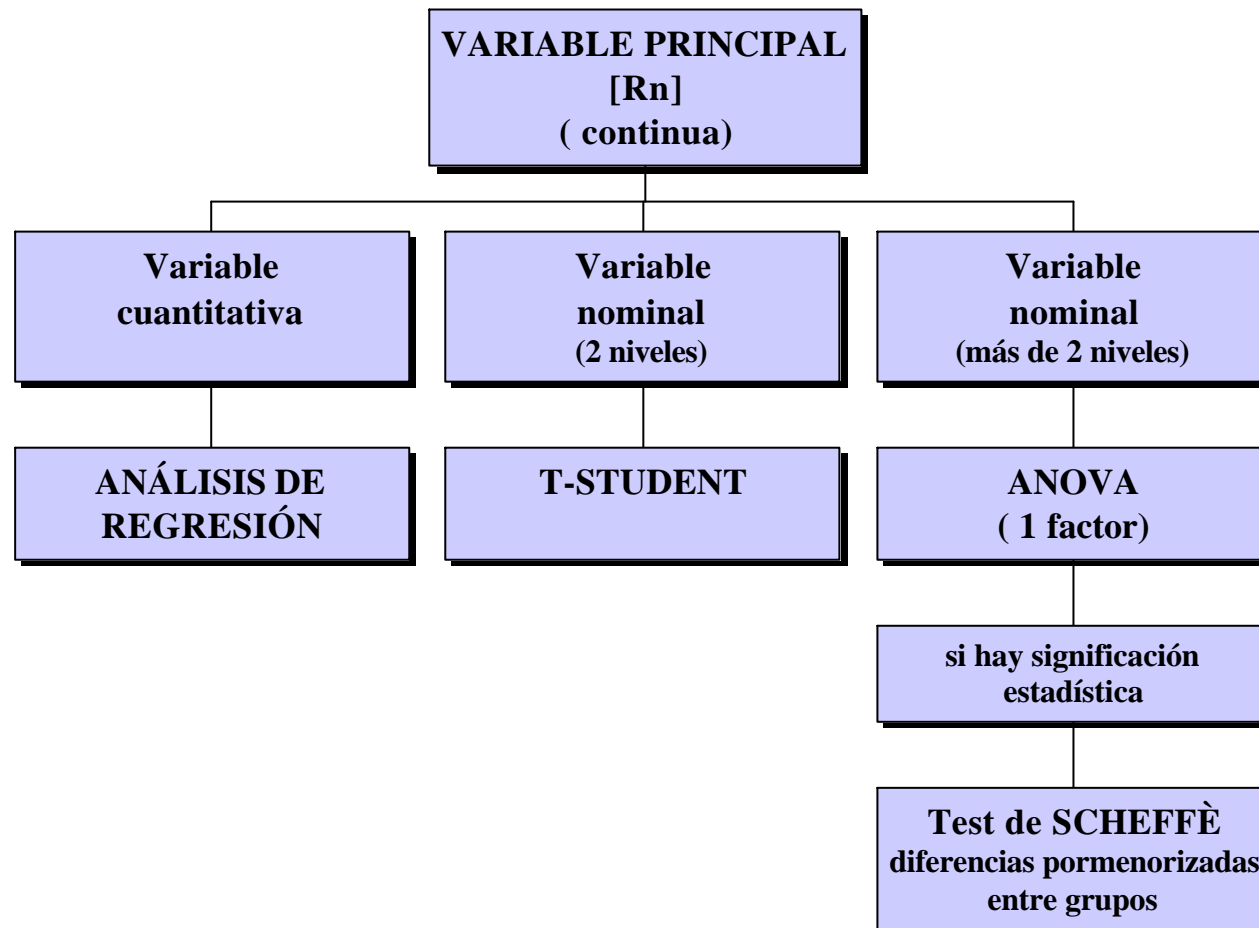 VARIABLE PRINCIPAL
[Rn]
( continua)
Variable
cuantitativa
Variable
nominal
(2 niveles)
Variable
nominal
(más de 2 niveles)
ANÁLISIS DE
REGRESIÓN
T-STUDENT
ANOVA
( 1 factor)
si hay significación
estadística
Test de SCHEFFÈ
diferencias pormenorizadas
entre grupos